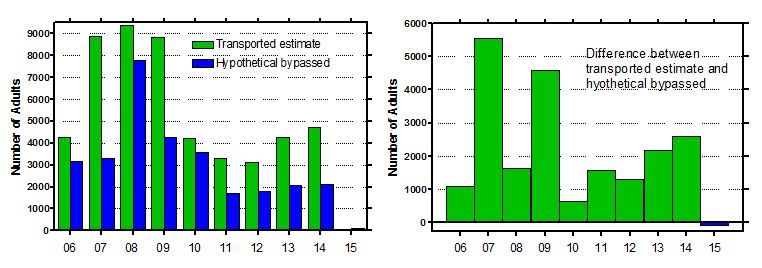 Number of Adults
9000
8000
7000
6000
5000
4000
3000
2000
1000
0
Transported estimate
Hypothetical bypassed
06 07 08 09 10 11 12 13 14 15
Number of Adults
6000
5000
4000
3000
2000
1000
0
Difference between
transported estimate and
hyothetical bypassed
06 07 08 09 10 11 12 13 14 15